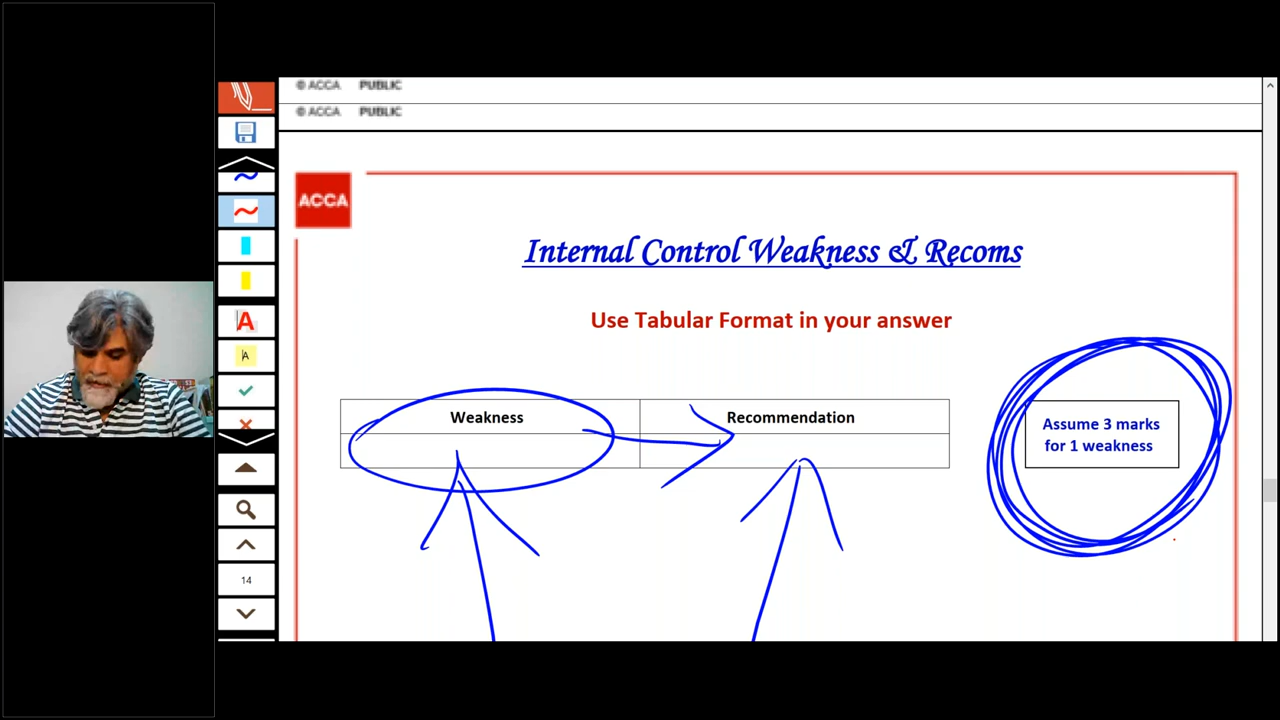 © ACCA PUBLIC
© ACCA PUBLIC
ACCA
Internal Control Weakness & Recoms
Use Tabular Format in your answer
Weakness Recommendation
Assume 3 marks
for 1 weakness
A
A
14